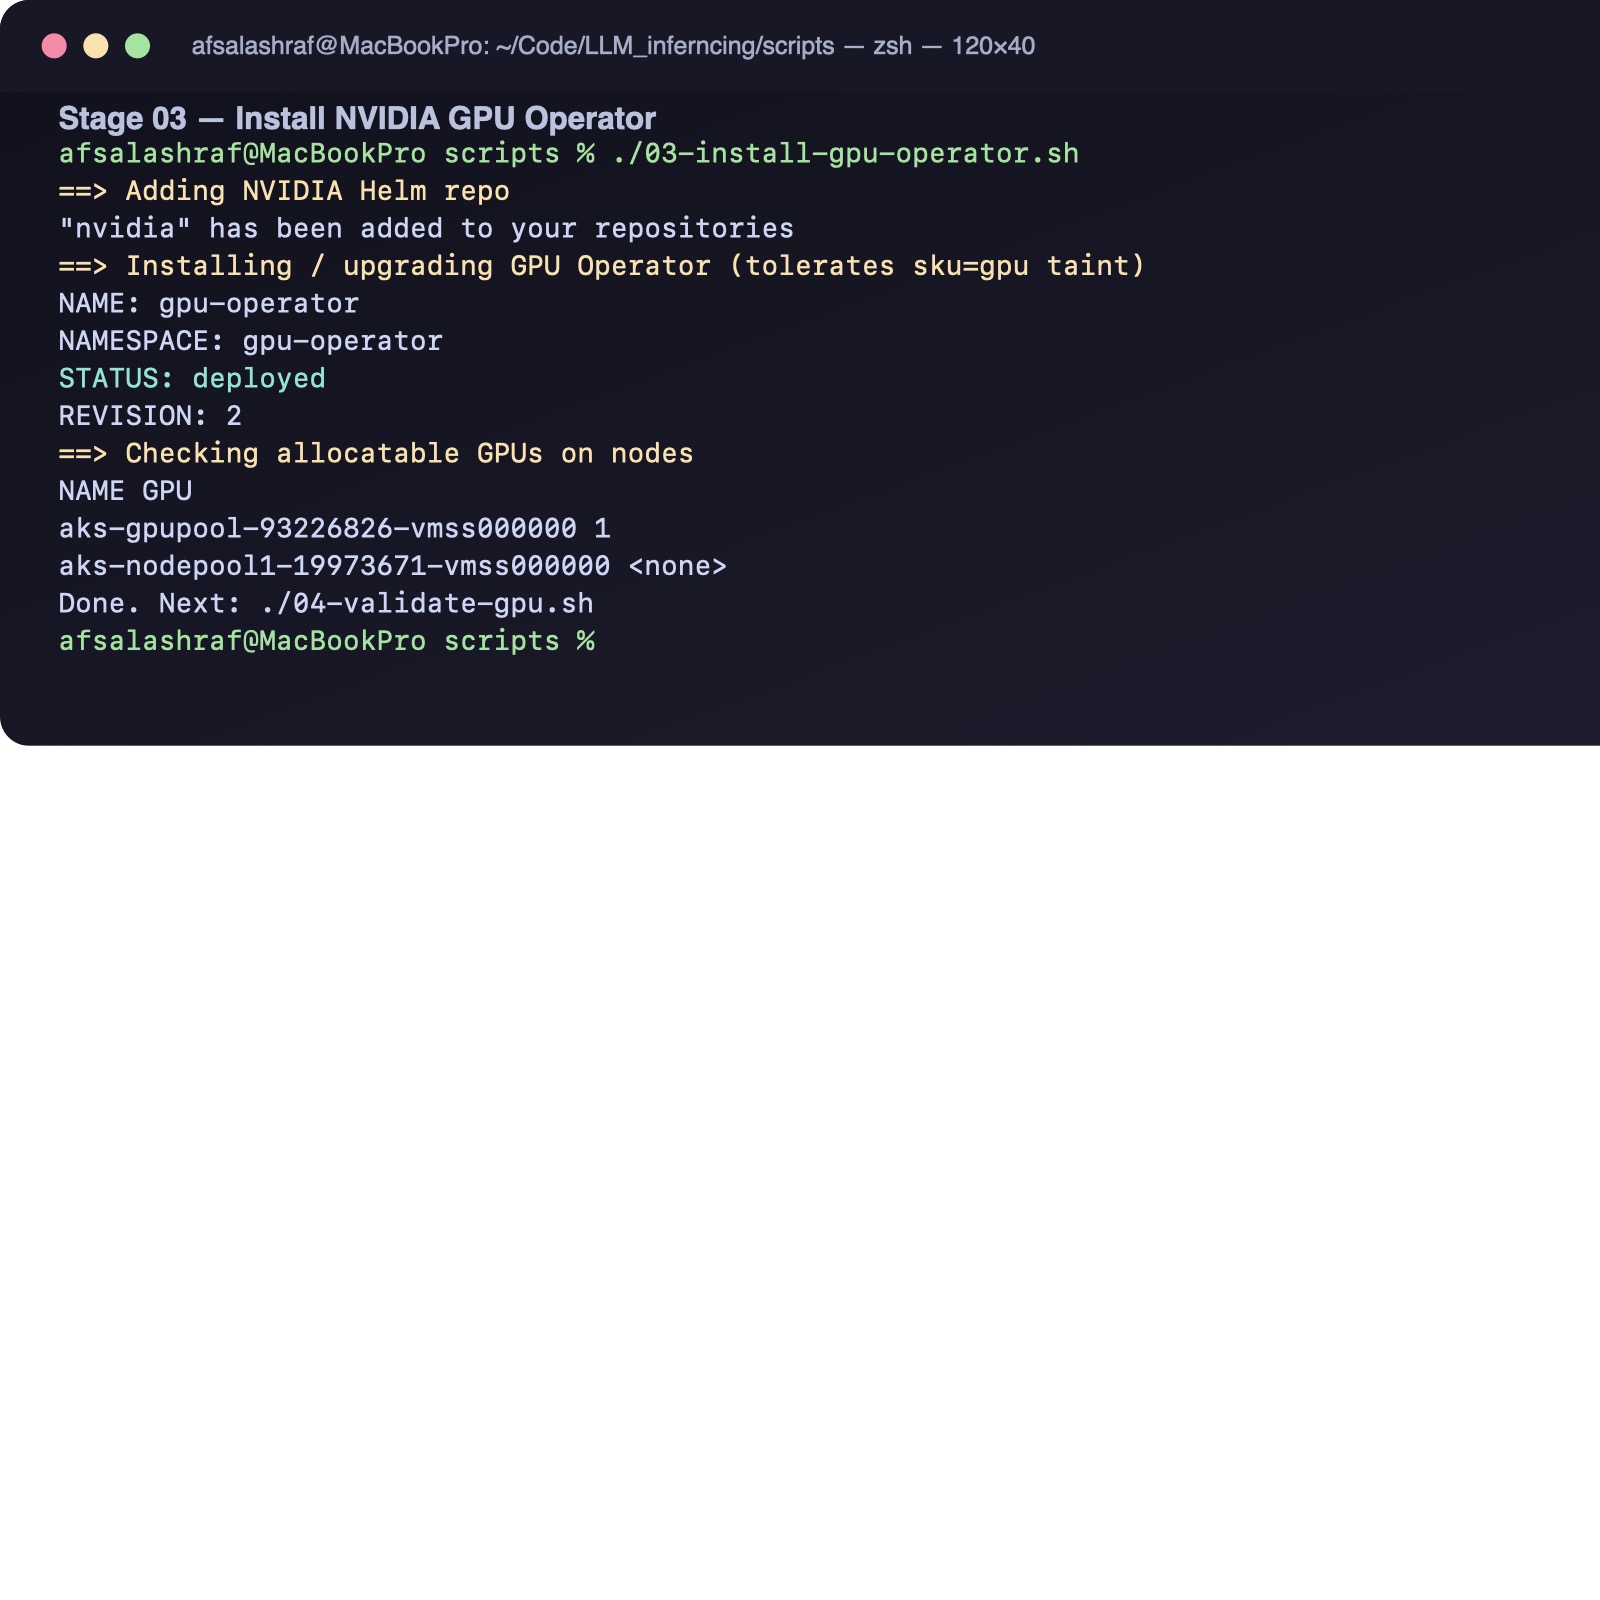 afsalashraf@MacBookPro: ~/Code/LLM_inferncing/scripts — zsh — 120×40
Stage 03 — Install NVIDIA GPU Operator
afsalashraf@MacBookPro scripts % ./03-install-gpu-operator.sh
==> Adding NVIDIA Helm repo
"nvidia" has been added to your repositories
==> Installing / upgrading GPU Operator (tolerates sku=gpu taint)
NAME: gpu-operator
NAMESPACE: gpu-operator
STATUS: deployed
REVISION: 2
==> Checking allocatable GPUs on nodes
NAME GPU
aks-gpupool-93226826-vmss000000 1
aks-nodepool1-19973671-vmss000000 <none>
Done. Next: ./04-validate-gpu.sh
afsalashraf@MacBookPro scripts %